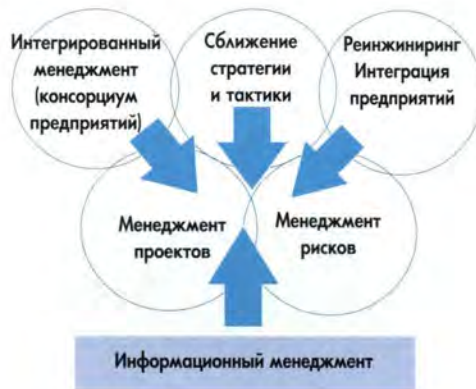 Интегрированный
менеджмент
(консорциум
предприятий)
Сближение
стратегии
и тактики
Реинжиниринг
Интеграция
предприятий
Менеджмент
проектов
Менеджмент
рисков
Информационный менеджмент